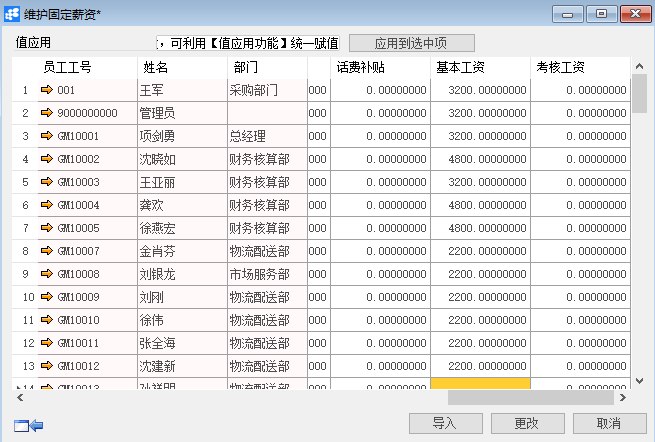 维护固定薪资*
值应用 ，可利用【值应用功能】统一赋值 应用到选中项
员工工号 姓名 部门 话费补贴 基本工资 考核工资
1 001 王军 采购部门 000 0.00000000 3200.00000000 0.00000000
2 9000000000 管理员 000 0.00000000 3200.00000000 0.00000000
3 GM10001 项剑勇 总经理 000 0.00000000 3200.00000000 0.00000000
4 GM10002 沈晓如 财务核算部 000 0.00000000 4800.00000000 0.00000000
5 GM10003 王亚丽 财务核算部 000 0.00000000 3200.00000000 0.00000000
6 GM10004 龚欢 财务核算部 000 0.00000000 4800.00000000 0.00000000
7 GM10005 徐燕宏 财务核算部 000 0.00000000 4800.00000000 0.00000000
8 GM10007 金肖芬 物流配送部 000 0.00000000 2200.00000000 0.00000000
9 GM10008 刘银龙 市场服务部 000 0.00000000 2200.00000000 0.00000000
10 GM10009 刘刚 物流配送部 000 0.00000000 2200.00000000 0.00000000
11 GM10010 徐伟 物流配送部 000 0.00000000 2200.00000000 0.00000000
12 GM10011 张全海 物流配送部 000 0.00000000 2200.00000000 0.00000000
13 GM10012 沈建新 物流配送部 000 0.00000000 2200.00000000 0.00000000
14 GM10013 孙祥明 物流配送部 000 0.00000000 0.00000000
导入 更改 取消